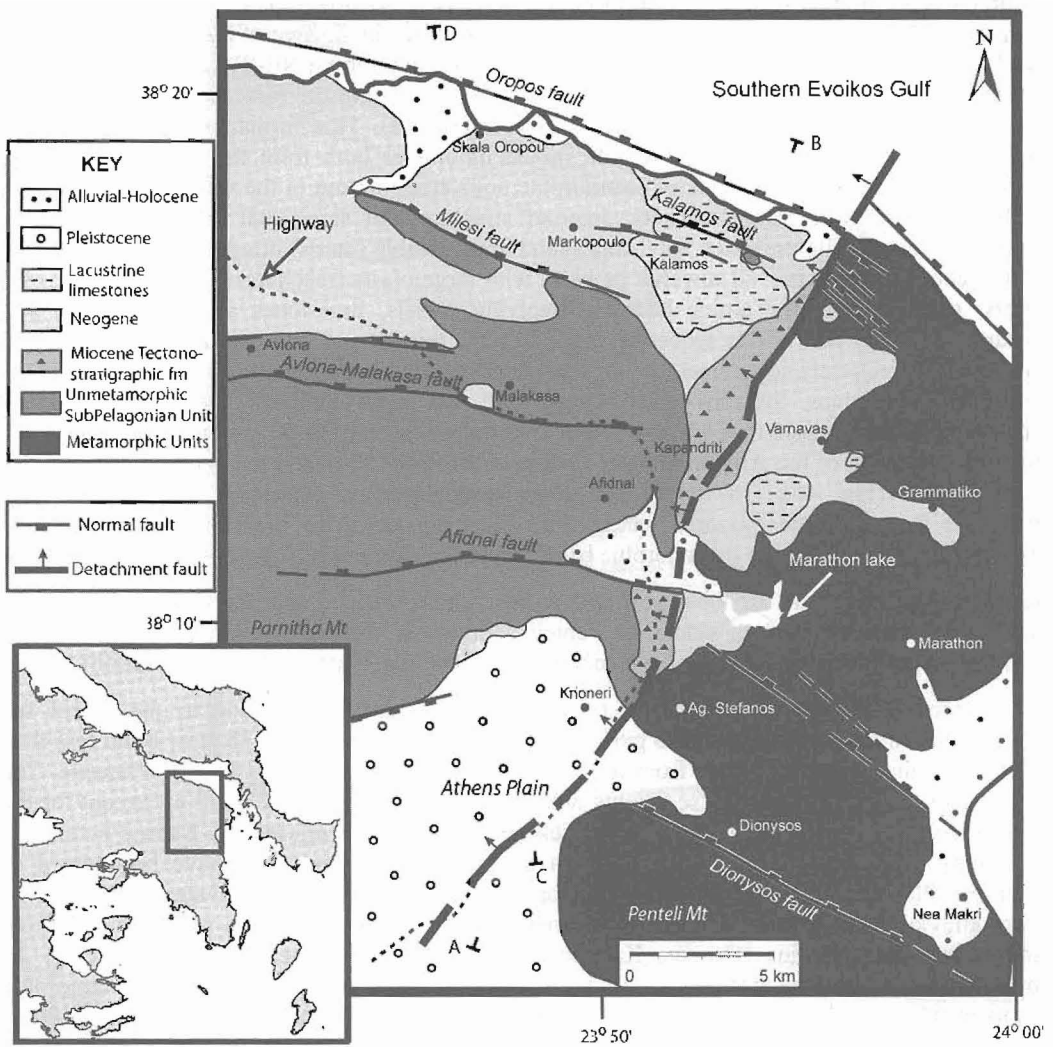 D
N
Oropos fault
Southern Evoikos Gulf
38° 20'
B
KEY
Alluvial-Holocene
Pleistocene
Lacustrine
limestones
Neogene
Miocene Tectono-
stratigraphic fm
Unmetamorphic
SubPelagonian Unit
Metamorphic Units
Normal fault
Detachment fault
Skala Oropou
Highway
Milesi fault
Markopoulo
Kalamos fault
Kalamos
Avlona
Avlona-Malakasa fault
Malakasa
Varnavas
Kapandriti
Afidnai
Grammatiko
Afidnai fault
Marathon lake
38° 10'
Parnitha Mt
Marathon
Krioneri
Ag. Stefanos
Athens Plain
Dionysos
C
Dionysos fault
Penteli Mt
Nea Makri
A
0 5 km
23° 50'
24° 00'